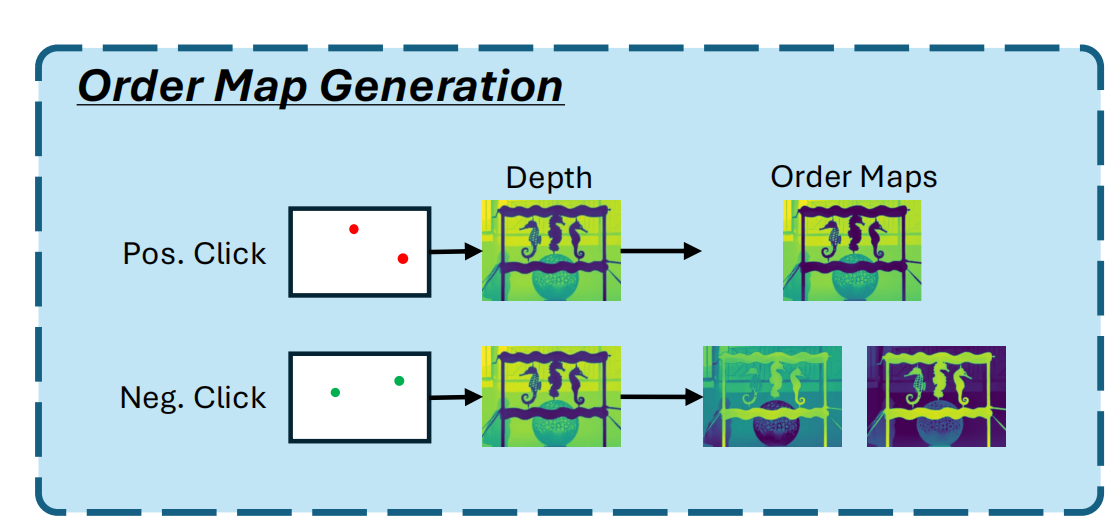 Order Map Generation
Depth
Order Maps
Pos. Click
Neg. Click